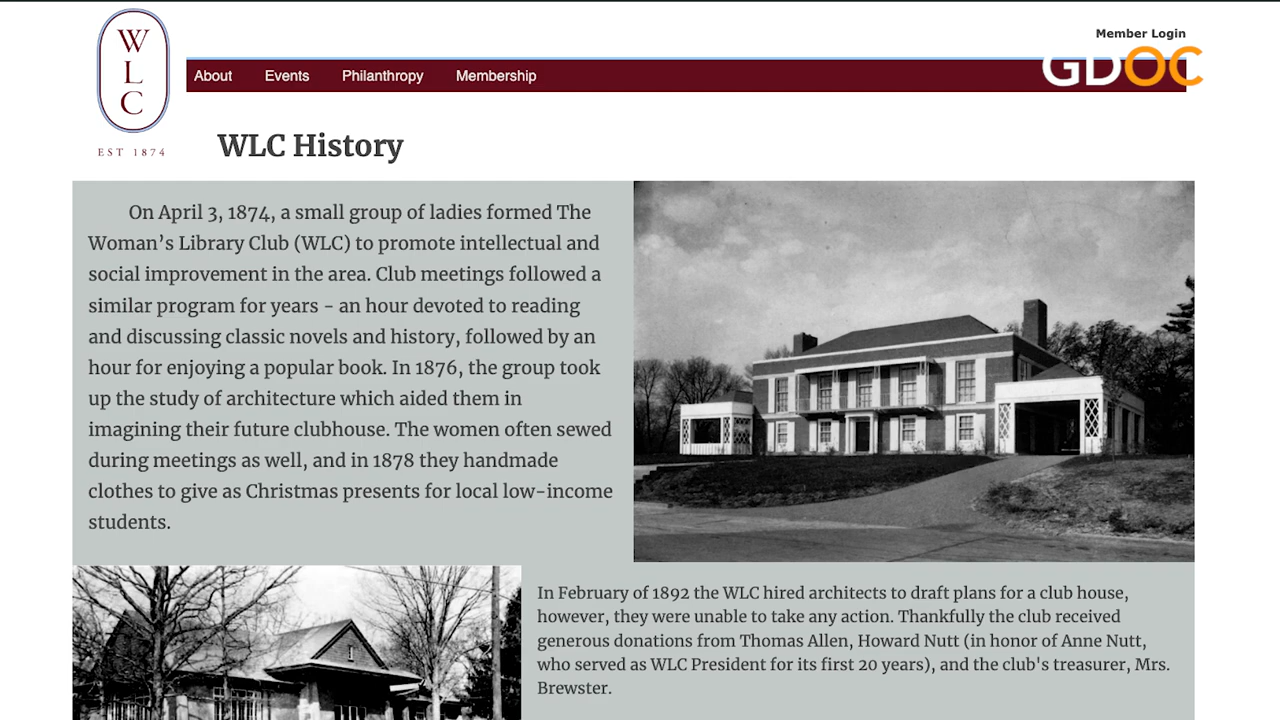 W
L
C
EST 1874
Member Login
About Events Philanthropy Membership
GDOC
WLC History
On April 3, 1874, a small group of ladies formed The
Woman’s Library Club (WLC) to promote intellectual and
social improvement in the area. Club meetings followed a
similar program for years - an hour devoted to reading
and discussing classic novels and history, followed by an
hour for enjoying a popular book. In 1876, the group took
up the study of architecture which aided them in
imagining their future clubhouse. The women often sewed
during meetings as well, and in 1878 they handmade
clothes to give as Christmas presents for local low-income
students.
In February of 1892 the WLC hired architects to draft plans for a club house,
however, they were unable to take any action. Thankfully the club received
generous donations from Thomas Allen, Howard Nutt (in honor of Anne Nutt,
who served as WLC President for its first 20 years), and the club's treasurer, Mrs.
Brewster.